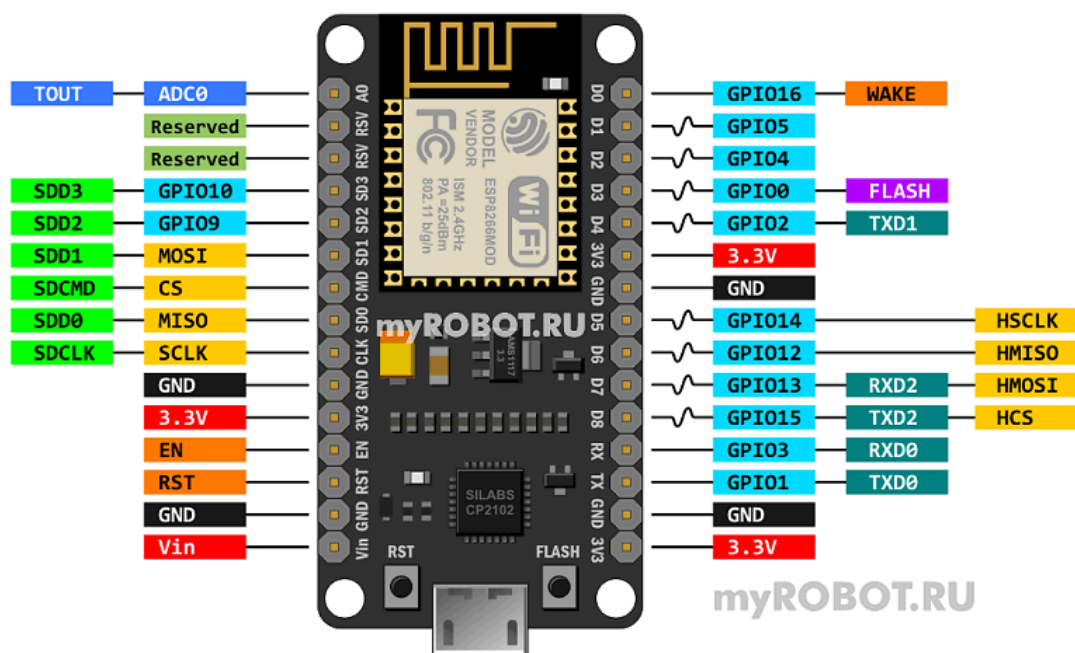 TOUT ADC0 A0 D0 GPIO16 WAKE
Reserved RSV D1 GPIO5
Reserved RSV D2 GPIO4
SDD3 GPIO10 SD3 D3 GPIO0 FLASH
SDD2 GPIO9 SD2 D4 GPIO2 TXD1
SDD1 MOSI SD1 3V3 3.3V
SDCMD CS CMD GND GND
SDD0 MISO SD0 D5 GPIO14 HSCLK
SDCLK SCLK CLK D6 GPIO12 HMISO
GND GND D7 GPIO13 RXD2 HMOSI
3.3V 3V3 D8 GPIO15 TXD2 HCS
EN EN RX GPIO3 RXD0
RST RST TX GPIO1 TXD0
GND GND GND GND
Vin Vin 3V3 3.3V
MODEL
VENDOR
FC
ESP8266MOD
WiFi
ISM 2.4GHz
PA =25dBm
802.11 b/g/n
myROBOT.RU
AMS1117
3.3
SILABS
CP2102
RST
FLASH
myROBOT.RU